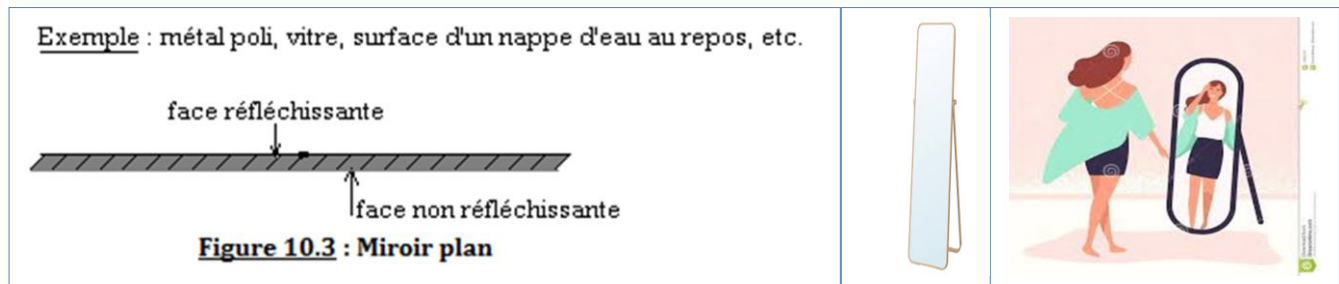 Exemple : métal poli, vitre, surface d'un nappe d'eau au repos, etc.
face réfléchissante
face non réfléchissante
Figure 10.3 : Miroir plan